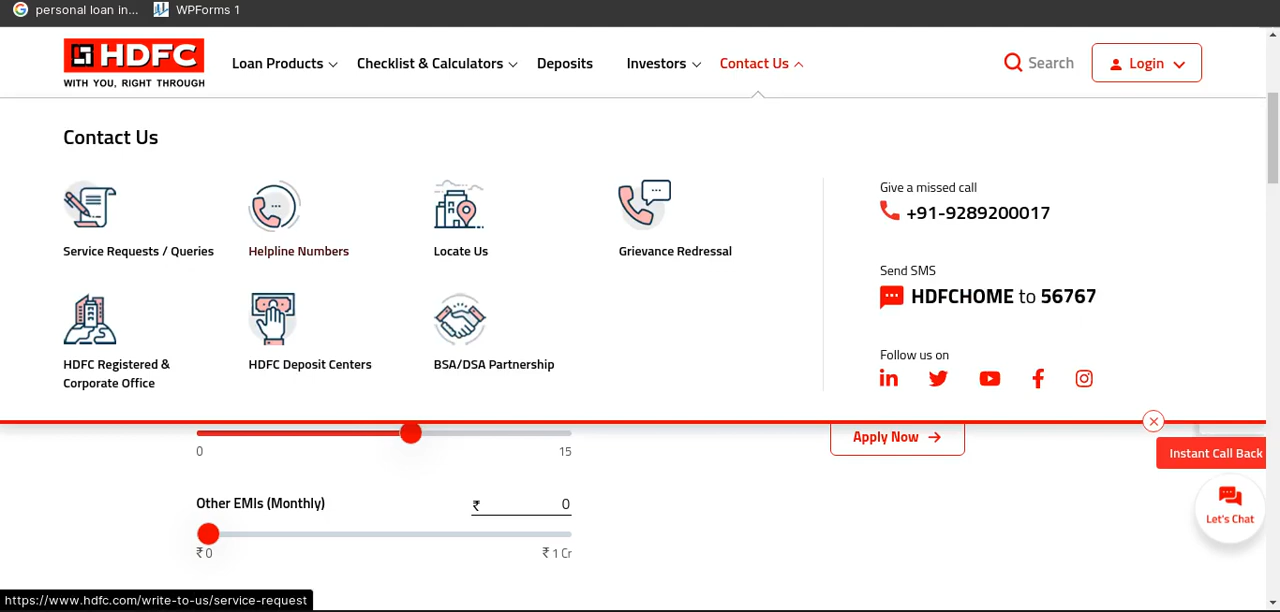 personal loan in... WPForms 1
HDFC
WITH YOU, RIGHT THROUGH
Loan Products Checklist & Calculators Deposits Investors Contact Us Search Login
Contact Us
Service Requests / Queries Helpline Numbers Locate Us Grievance Redressal
HDFC Registered &
Corporate Office
HDFC Deposit Centers BSA/DSA Partnership
Give a missed call
+91-9289200017
Send SMS
HDFCHOME to 56767
Follow us on
0 15
Apply Now
Instant Call Back
Other EMIs (Monthly) ₹ 0
₹ 0 ₹ 1 Cr
Let's Chat
https://www.hdfc.com/write-to-us/service-request